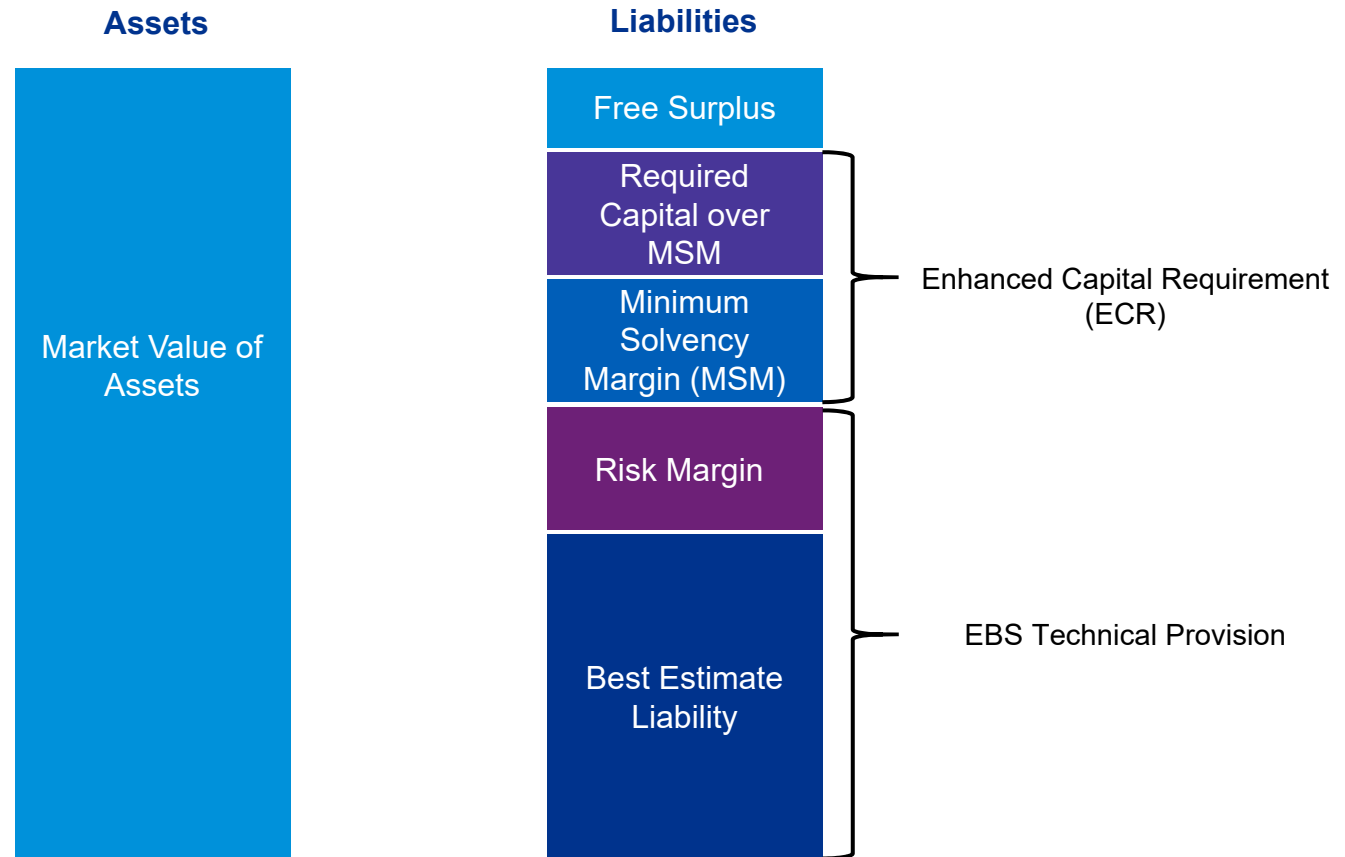 Assets
Liabilities
Market Value of
Assets
Free Surplus
Required
Capital over
MSM
Minimum
Solvency
Margin (MSM)
Risk Margin
Best Estimate
Liability
Enhanced Capital Requirement
(ECR)
EBS Technical Provision